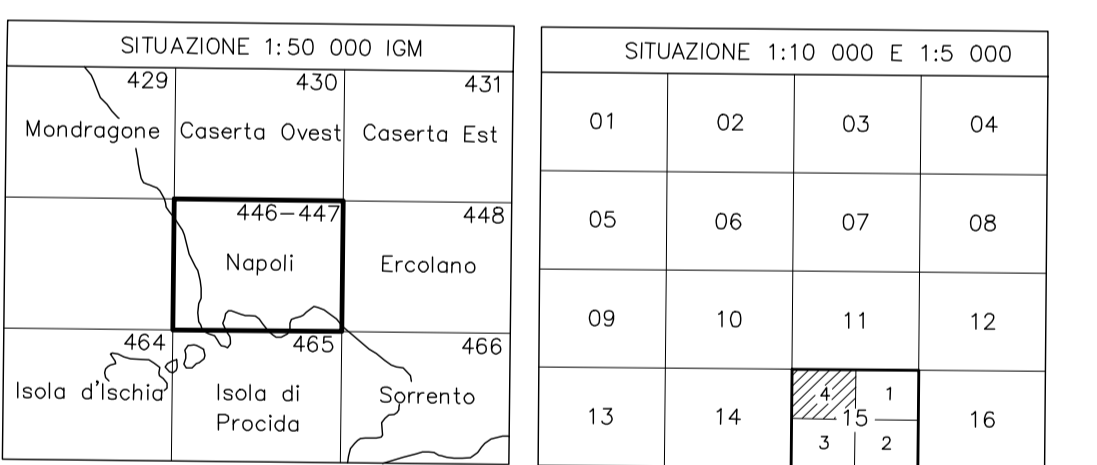 SITUAZIONE 1:50 000 IGM
429 430 431
Mondragone Caserta Ovest Caserta Est
446-447 448
Napoli Ercolano
464 465 466
Isola d'Ischia Isola di Sorrento
Procida
SITUAZIONE 1:10 000 E 1:5 000
01 02 03 04
05 06 07 08
09 10 11 12
4 1
13 14 15 16
3 2